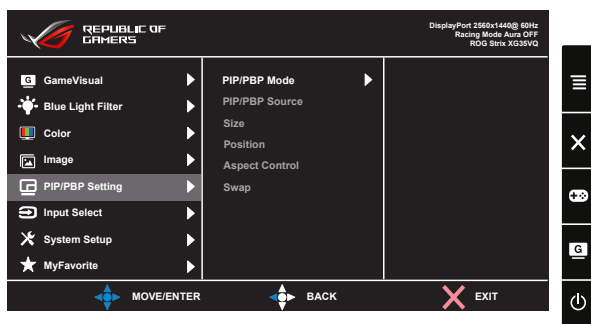 REPUBLIC OF
GAMERS
DisplayPort 2560x1440@ 60Hz
Racing Mode Aura OFF
ROG Strix XG35VQ
G GameVisual
Blue Light Filter
Color
Image
PIP/PBP Setting
Input Select
System Setup
MyFavorite
PIP/PBP Mode
PIP/PBP Source
Size
Position
Aspect Control
Swap
MOVE/ENTER
BACK
EXIT
G